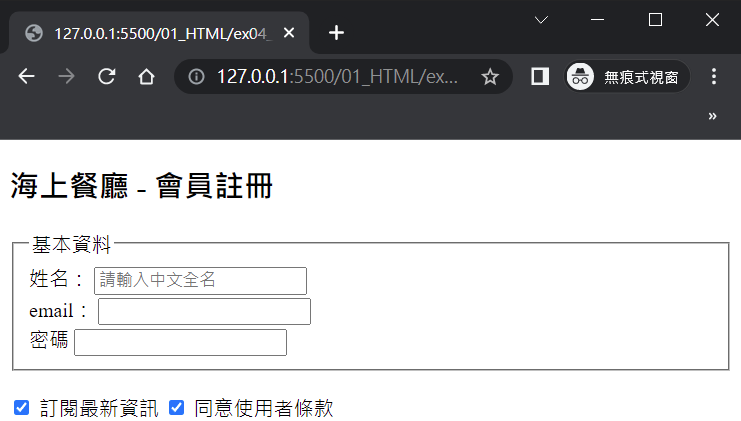 127.0.0.1:5500/01_HTML/ex04_
127.0.0.1:5500/01_HTML/ex...
無痕式視窗
»
海上餐廳 - 會員註冊
基本資料
姓名： 請輸入中文全名
email：
密碼
訂閱最新資訊 同意使用者條款